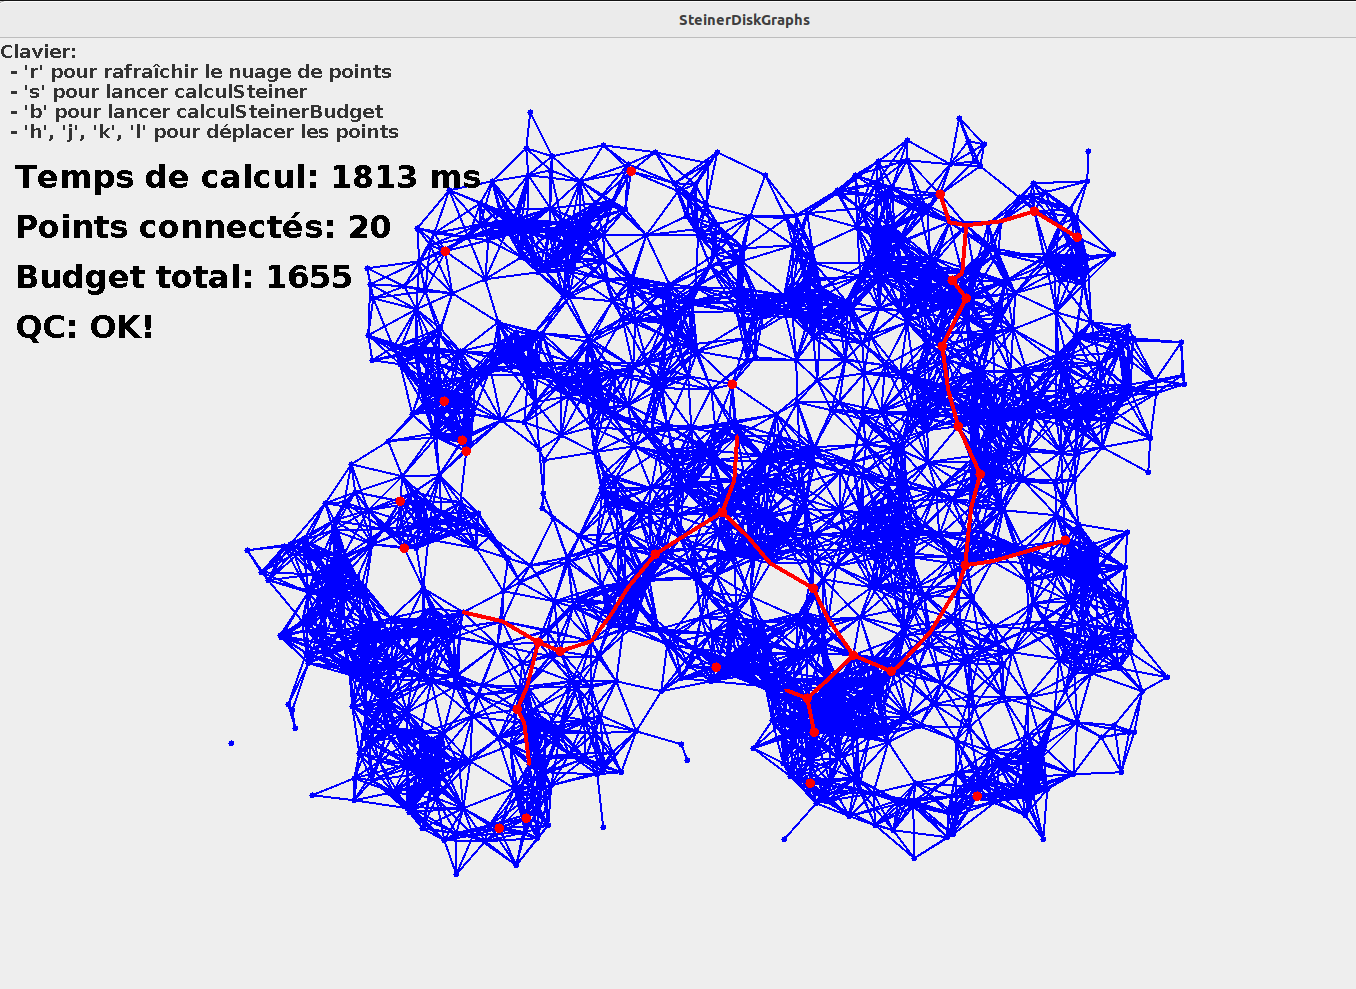 SteinerDiskGraphs
Clavier:
- 'r' pour rafraîchir le nuage de points
- 's' pour lancer calculSteiner
- 'b' pour lancer calculSteinerBudget
- 'h', 'j', 'k', 'l' pour déplacer les points
Temps de calcul: 1813 ms
Points connectés: 20
Budget total: 1655
QC: OK!